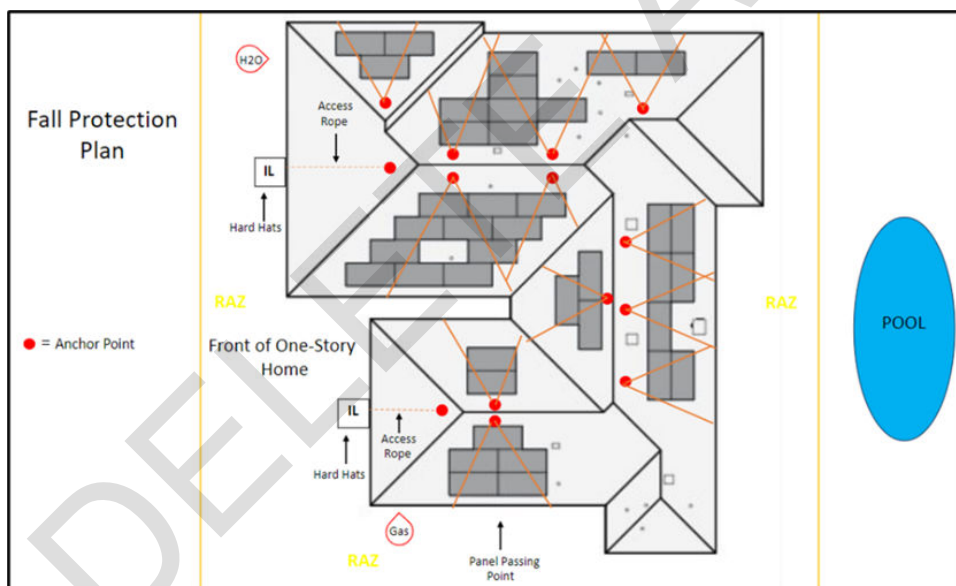 Fall Protection
Plan
= Anchor Point
H2O
Access
Rope
IL
Hard Hats
RAZ
RAZ
POOL
Front of One-Story
Home
IL
Access
Rope
Hard Hats
Gas
RAZ
Panel Passing
Point
DELETE A